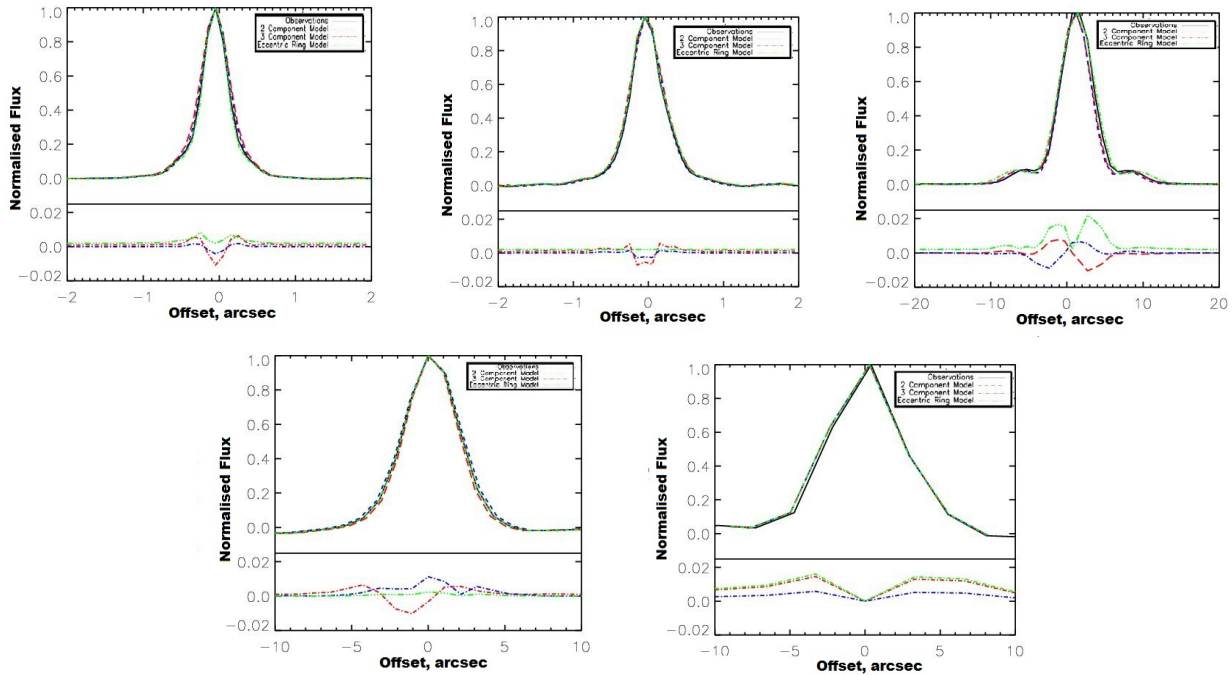 Normalised Flux
1.0
0.8
0.6
0.4
0.2
0.0
0.02
0.0
−0.02
Observations
2 Component Model
3 Component Model
Eccentric Ring Model
−2 −1 0 1 2
Offset, arcsec
Normalised Flux
1.0
0.8
0.6
0.4
0.2
0.0
0.02
0.0
−0.02
Observations
2 Component Model
3 Component Model
Eccentric Ring Model
−2 −1 0 1 2
Offset, arcsec
Normalised Flux
1.0
0.8
0.6
0.4
0.2
0.0
0.02
0.00
−0.02
Observations
2 Component Model
3 Component Model
Eccentric Ring Model
−20 −10 0 10 20
Offset, arcsec
Normalised Flux
1.0
0.8
0.6
0.4
0.2
0.0
0.02
0.00
−0.02
Observations
2 Component Model
3 Component Model
Eccentric Ring Model
−10 −5 0 5 10
Offset, arcsec
Normalised Flux
1.0
0.8
0.6
0.4
0.2
0.0
0.02
0.00
−0.02
Observations
2 Component Model
3 Component Model
Eccentric Ring Model
−10 −5 0 5 10
Offset, arcsec